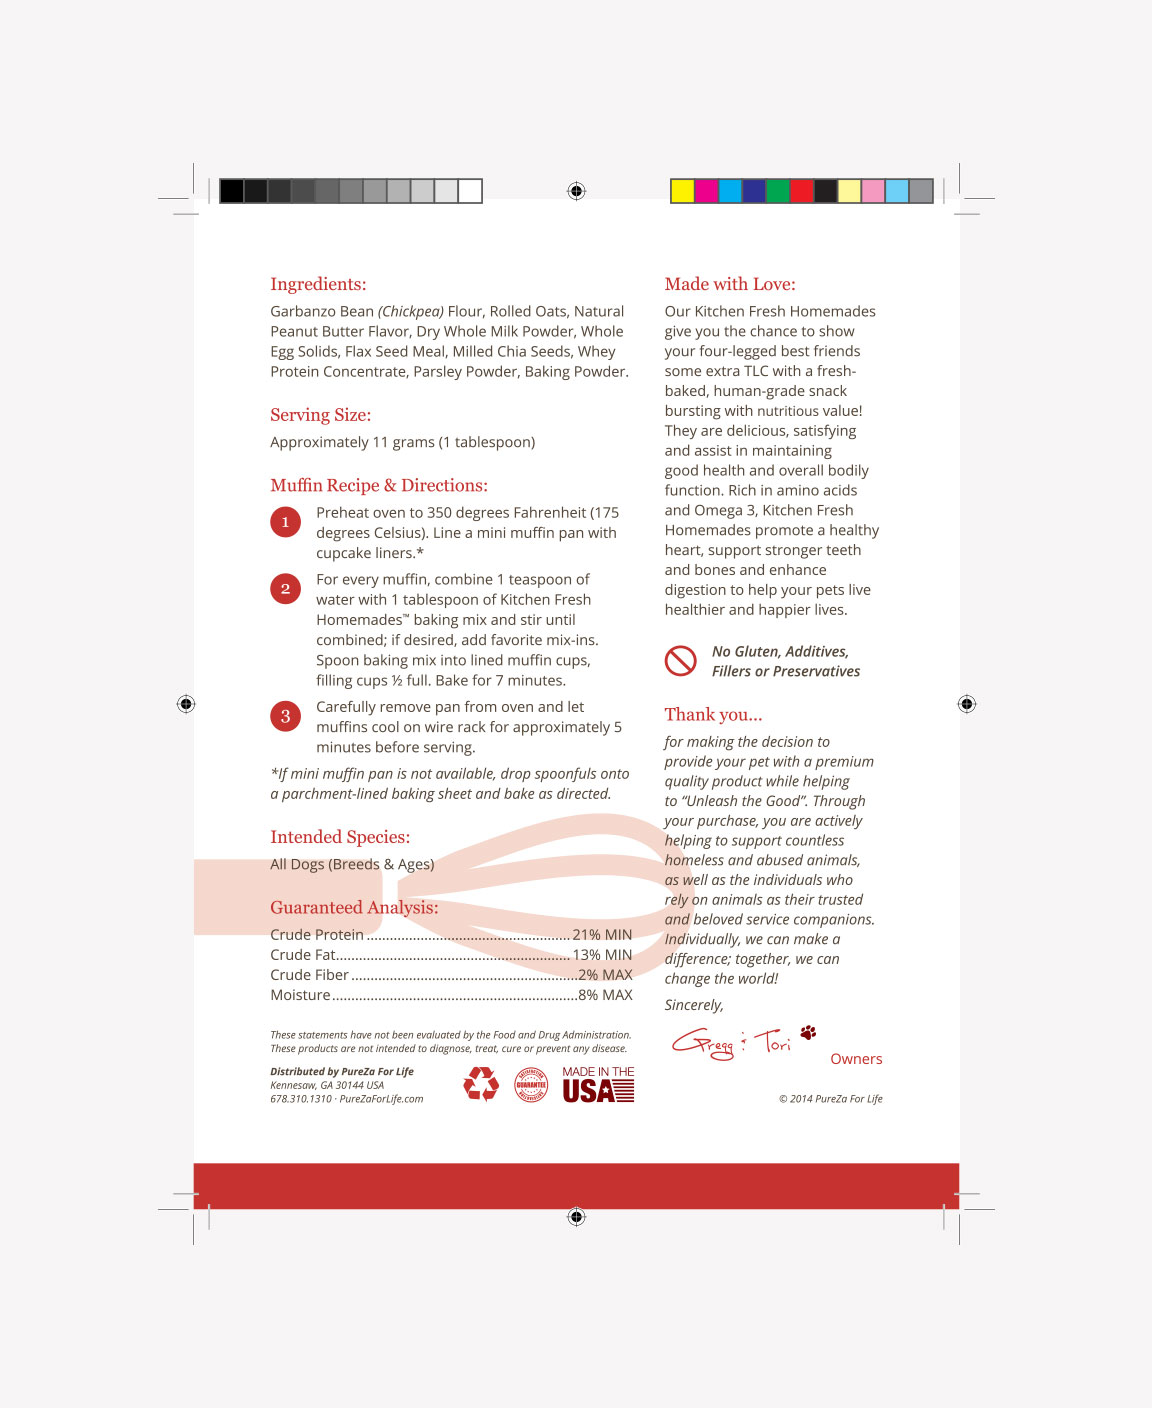 Ingredients:
Garbanzo Bean (Chickpea) Flour, Rolled Oats, Natural
Peanut Butter Flavor, Dry Whole Milk Powder, Whole
Egg Solids, Flax Seed Meal, Milled Chia Seeds, Whey
Protein Concentrate, Parsley Powder, Baking Powder.
Serving Size:
Approximately 11 grams (1 tablespoon)
Muffin Recipe & Directions:
1
Preheat oven to 350 degrees Fahrenheit (175
degrees Celsius). Line a mini muffin pan with
cupcake liners.*
2
For every muffin, combine 1 teaspoon of
water with 1 tablespoon of Kitchen Fresh
Homemades™ baking mix and stir until
combined; if desired, add favorite mix-ins.
Spoon baking mix into lined muffin cups,
filling cups ½ full. Bake for 7 minutes.
3
Carefully remove pan from oven and let
muffins cool on wire rack for approximately 5
minutes before serving.
*If mini muffin pan is not available, drop spoonfuls onto
a parchment-lined baking sheet and bake as directed.
Intended Species:
All Dogs (Breeds & Ages)
Guaranteed Analysis:
Crude Protein .................................................... 21% MIN
Crude Fat............................................................ 13% MIN
Crude Fiber ..........................................................2% MAX
Moisture...............................................................8% MAX
These statements have not been evaluated by the Food and Drug Administration.
These products are not intended to diagnose, treat, cure or prevent any disease.
Distributed by PureZa For Life
Kennesaw, GA 30144 USA
678.310.1310 · PureZaForLife.com
SATISFACTION
GUARANTEE
SATISFACTION
MADE IN THE
USA
Made with Love:
Our Kitchen Fresh Homemades
give you the chance to show
your four-legged best friends
some extra TLC with a fresh-
baked, human-grade snack
bursting with nutritious value!
They are delicious, satisfying
and assist in maintaining
good health and overall bodily
function. Rich in amino acids
and Omega 3, Kitchen Fresh
Homemades promote a healthy
heart, support stronger teeth
and bones and enhance
digestion to help your pets live
healthier and happier lives.
No Gluten, Additives,
Fillers or Preservatives
Thank you...
for making the decision to
provide your pet with a premium
quality product while helping
to “Unleash the Good”. Through
your purchase, you are actively
helping to support countless
homeless and abused animals,
as well as the individuals who
rely on animals as their trusted
and beloved service companions.
Individually, we can make a
difference; together, we can
change the world!
Sincerely,
Gregg & Tori
Owners
© 2014 PureZa For Life